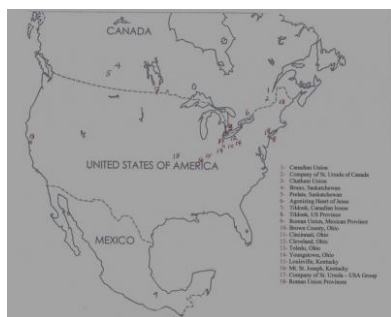 CANADA
UNITED STATES OF AMERICA
MEXICO
1- Canadian Union
2- Company of St. Ursula of Canada
3- Chatham Union
4- Bruno, Saskatchewan
5- Prelate, Saskatchewan
6- Agonizing Heart of Jesus
7- Tildonk, Canadian house
8- Tildonk, US Province
9- Roman Union, Mexican Province
10- Brown County, Ohio
11- Cincinnati, Ohio
12- Cleveland, Ohio
13- Toledo, Ohio
14- Youngstown, Ohio
15- Louisville, Kentucky
16- Mt. St. Joseph, Kentucky
17- Company of St. Ursula - USA Group
18- Roman Union Provinces